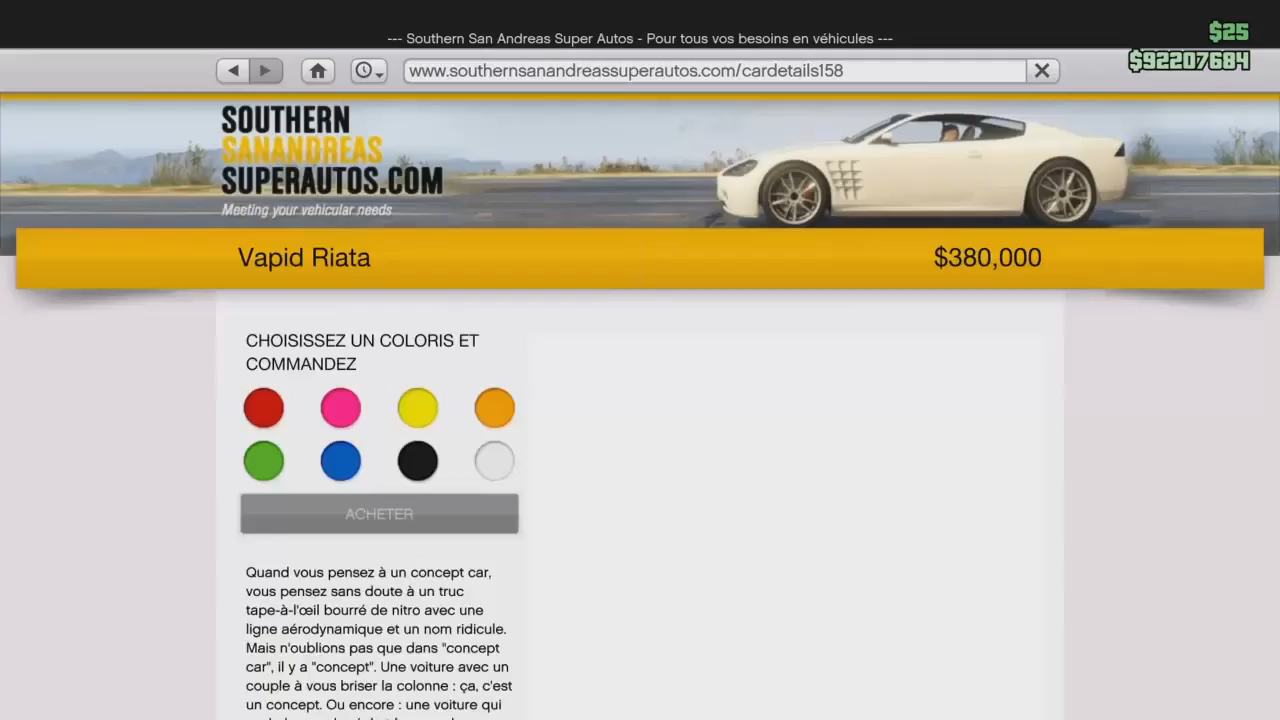 --- Southern San Andreas Super Autos - Pour tous vos besoins en véhicules ---
$25
$92207684
www.southernsanandreassuperautos.com/cardetails158
SOUTHERN
SANANDREAS
SUPERAUTOS.COM
Meeting your vehicular needs
Vapid Riata
$380,000
CHOISISSEZ UN COLORIS ET
COMMANDEZ
ACHETER
Quand vous pensez à un concept car,
vous pensez sans doute à un truc
tape-à-l'œil bourré de nitro avec une
ligne aérodynamique et un nom ridicule.
Mais n'oublions pas que dans "concept
car", il y a "concept". Une voiture avec un
couple à vous briser la colonne : ça, c'est
un concept. Ou encore : une voiture qui